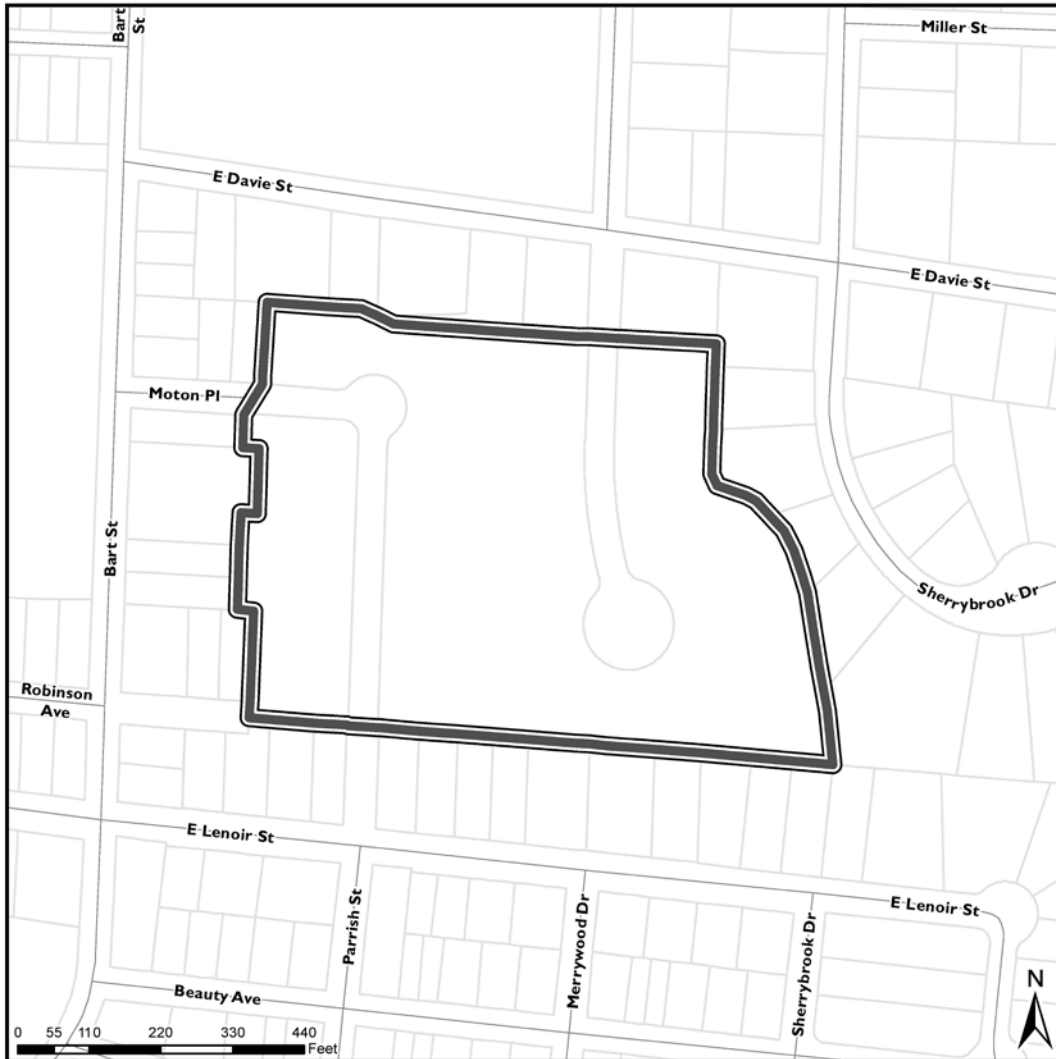 Bart
St
Miller St
E Davie St
E Davie St
Moton Pl
Bart St
Sherrybrook Dr
Robinson
Ave
E Lenoir St
E Lenoir St
Parrish St
Merrywood Dr
Sherrybrook Dr
Beauty Ave
N
0 55 110 220 330 440
Feet